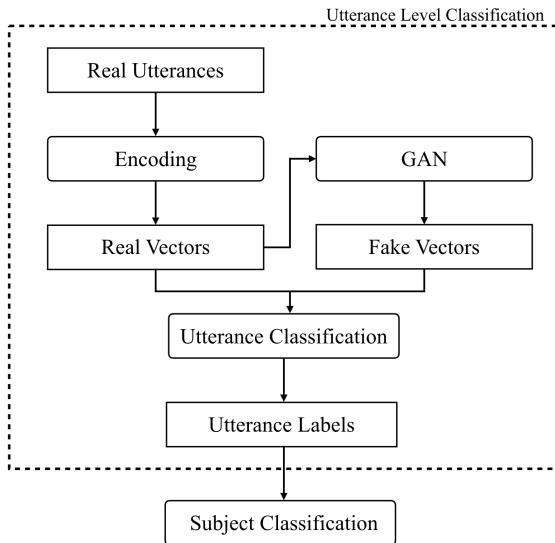 Utterance Level Classification
Real Utterances
Encoding
GAN
Real Vectors
Fake Vectors
Utterance Classification
Utterance Labels
Subject Classification